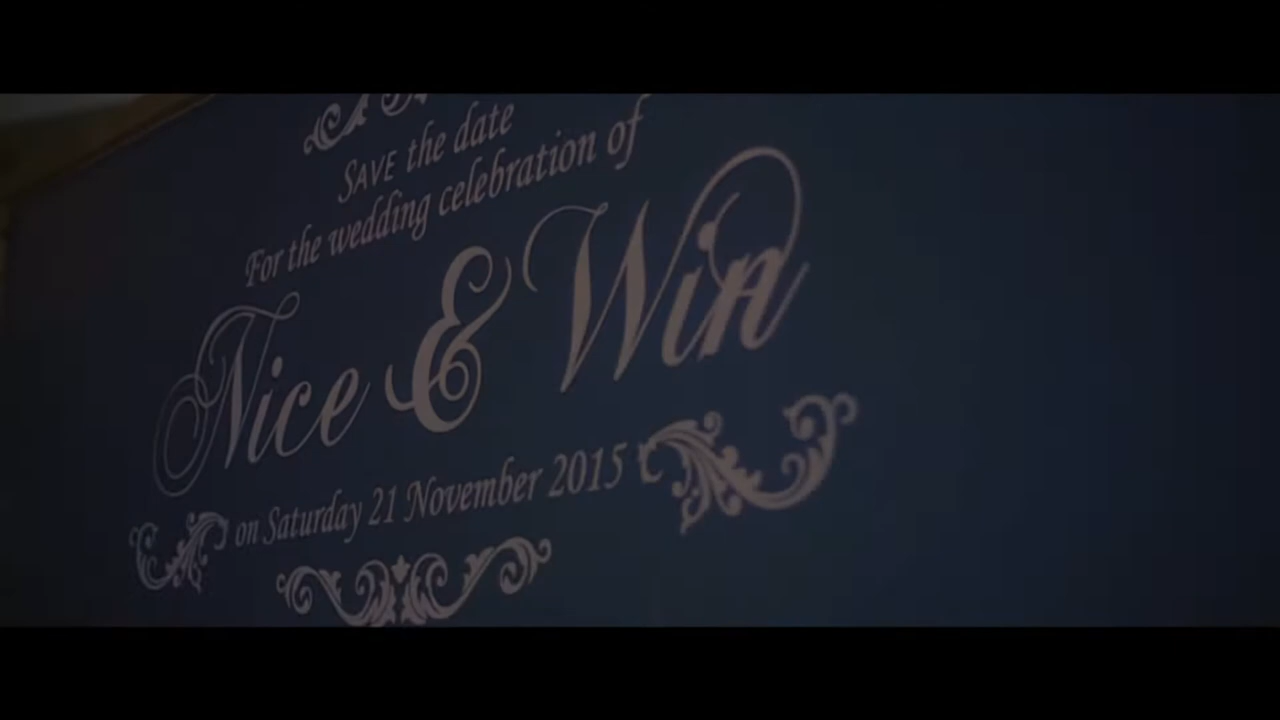 SAVE the date
For the wedding celebration of
Nice & Win
on Saturday 21 November 2015